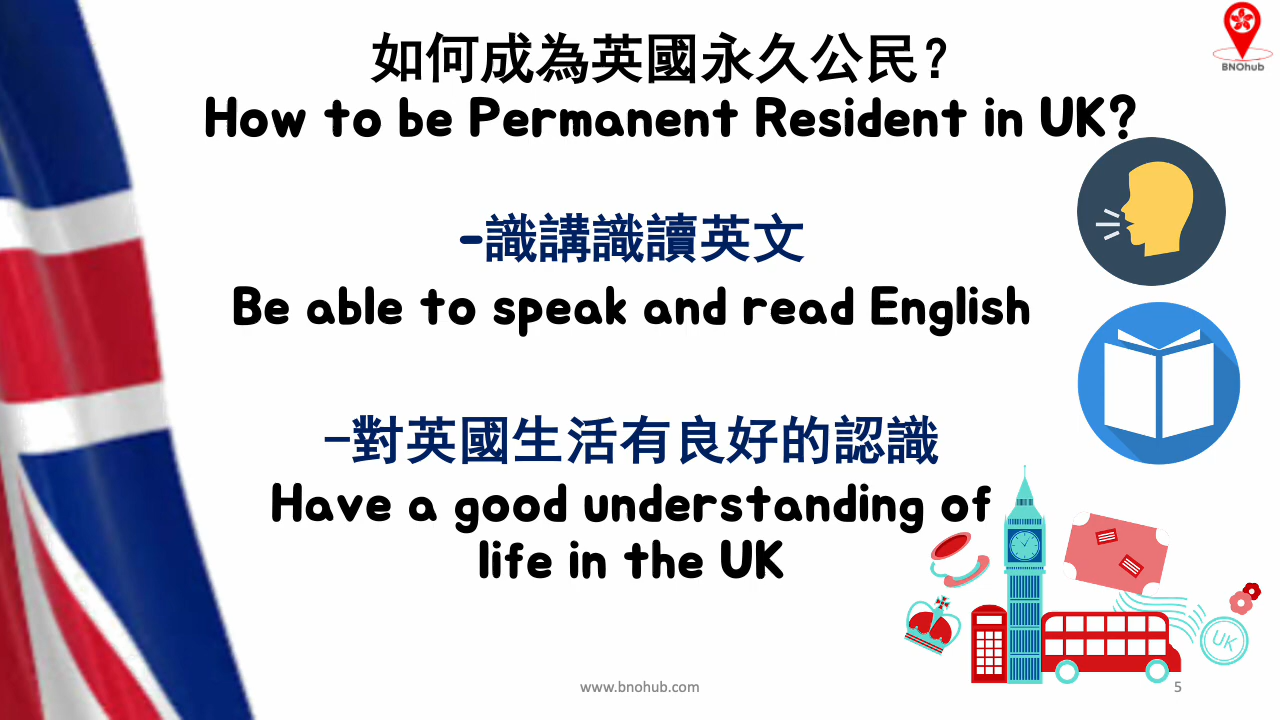 BNOhub
如何成為英國永久公民?
How to be Permanent Resident in UK?
-識講識讀英文
Be able to speak and read English
-對英國生活有良好的認識
Have a good understanding of
life in the UK
UK
www.bnohub.com
5